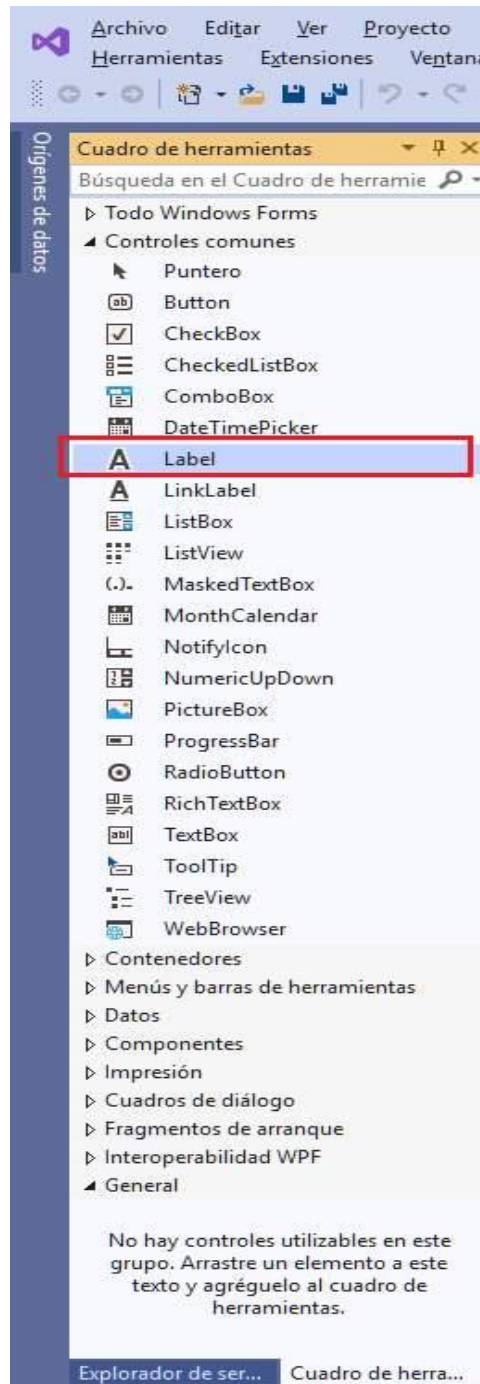 Archivo Editar Ver Proyecto
Herramientas Extensiones Ventana
Orígenes de datos
Cuadro de herramientas
Búsqueda en el Cuadro de herramie
Todo Windows Forms
Controles comunes
Puntero
Button
CheckBox
CheckedListBox
ComboBox
DateTimePicker
Label
LinkLabel
ListBox
ListView
MaskedTextBox
MonthCalendar
NotifyIcon
NumericUpDown
PictureBox
ProgressBar
RadioButton
RichTextBox
TextBox
ToolTip
TreeView
WebBrowser
Contenedores
Menús y barras de herramientas
Datos
Componentes
Impresión
Cuadros de diálogo
Fragmentos de arranque
Interoperabilidad WPF
General
No hay controles utilizables en este
grupo. Arrastre un elemento a este
texto y agréguelo al cuadro de
herramientas.
Explorador de ser... Cuadro de herra...